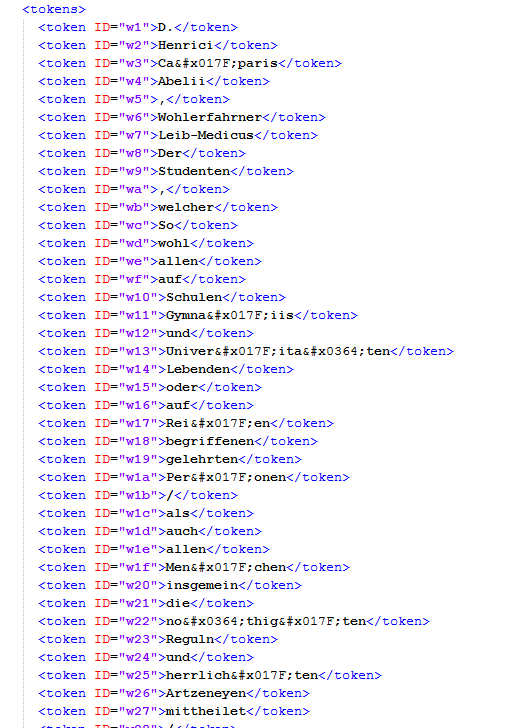 <tokens>
<token ID="w1">D.</token>
<token ID="w2">Henrici</token>
<token ID="w3">Ca&#x017F;paris</token>
<token ID="w4">Abelii</token>
<token ID="w5">,</token>
<token ID="w6">Wohlerfahrner</token>
<token ID="w7">Leib-Medicus</token>
<token ID="w8">Der</token>
<token ID="w9">Studenten</token>
<token ID="wa">,</token>
<token ID="wb">welcher</token>
<token ID="wc">So</token>
<token ID="wd">wohl</token>
<token ID="we">allen</token>
<token ID="wf">auf</token>
<token ID="w10">Schulen</token>
<token ID="w11">Gymna&#x017F;iis</token>
<token ID="w12">und</token>
<token ID="w13">Univer&#x017F;ita&#x0364;ten</token>
<token ID="w14">Lebenden</token>
<token ID="w15">oder</token>
<token ID="w16">auf</token>
<token ID="w17">Rei&#x017F;en</token>
<token ID="w18">begriffenen</token>
<token ID="w19">gelehrten</token>
<token ID="w1a">Per&#x017F;onen</token>
<token ID="w1b">/</token>
<token ID="w1c">als</token>
<token ID="w1d">auch</token>
<token ID="w1e">allen</token>
<token ID="w1f">Men&#x017F;chen</token>
<token ID="w20">insgemein</token>
<token ID="w21">die</token>
<token ID="w22">no&#x0364;thig&#x017F;ten</token>
<token ID="w23">Reguln</token>
<token ID="w24">und</token>
<token ID="w25">herrlich&#x017F;ten</token>
<token ID="w26">Artzeneyen</token>
<token ID="w27">mittheilet</token>